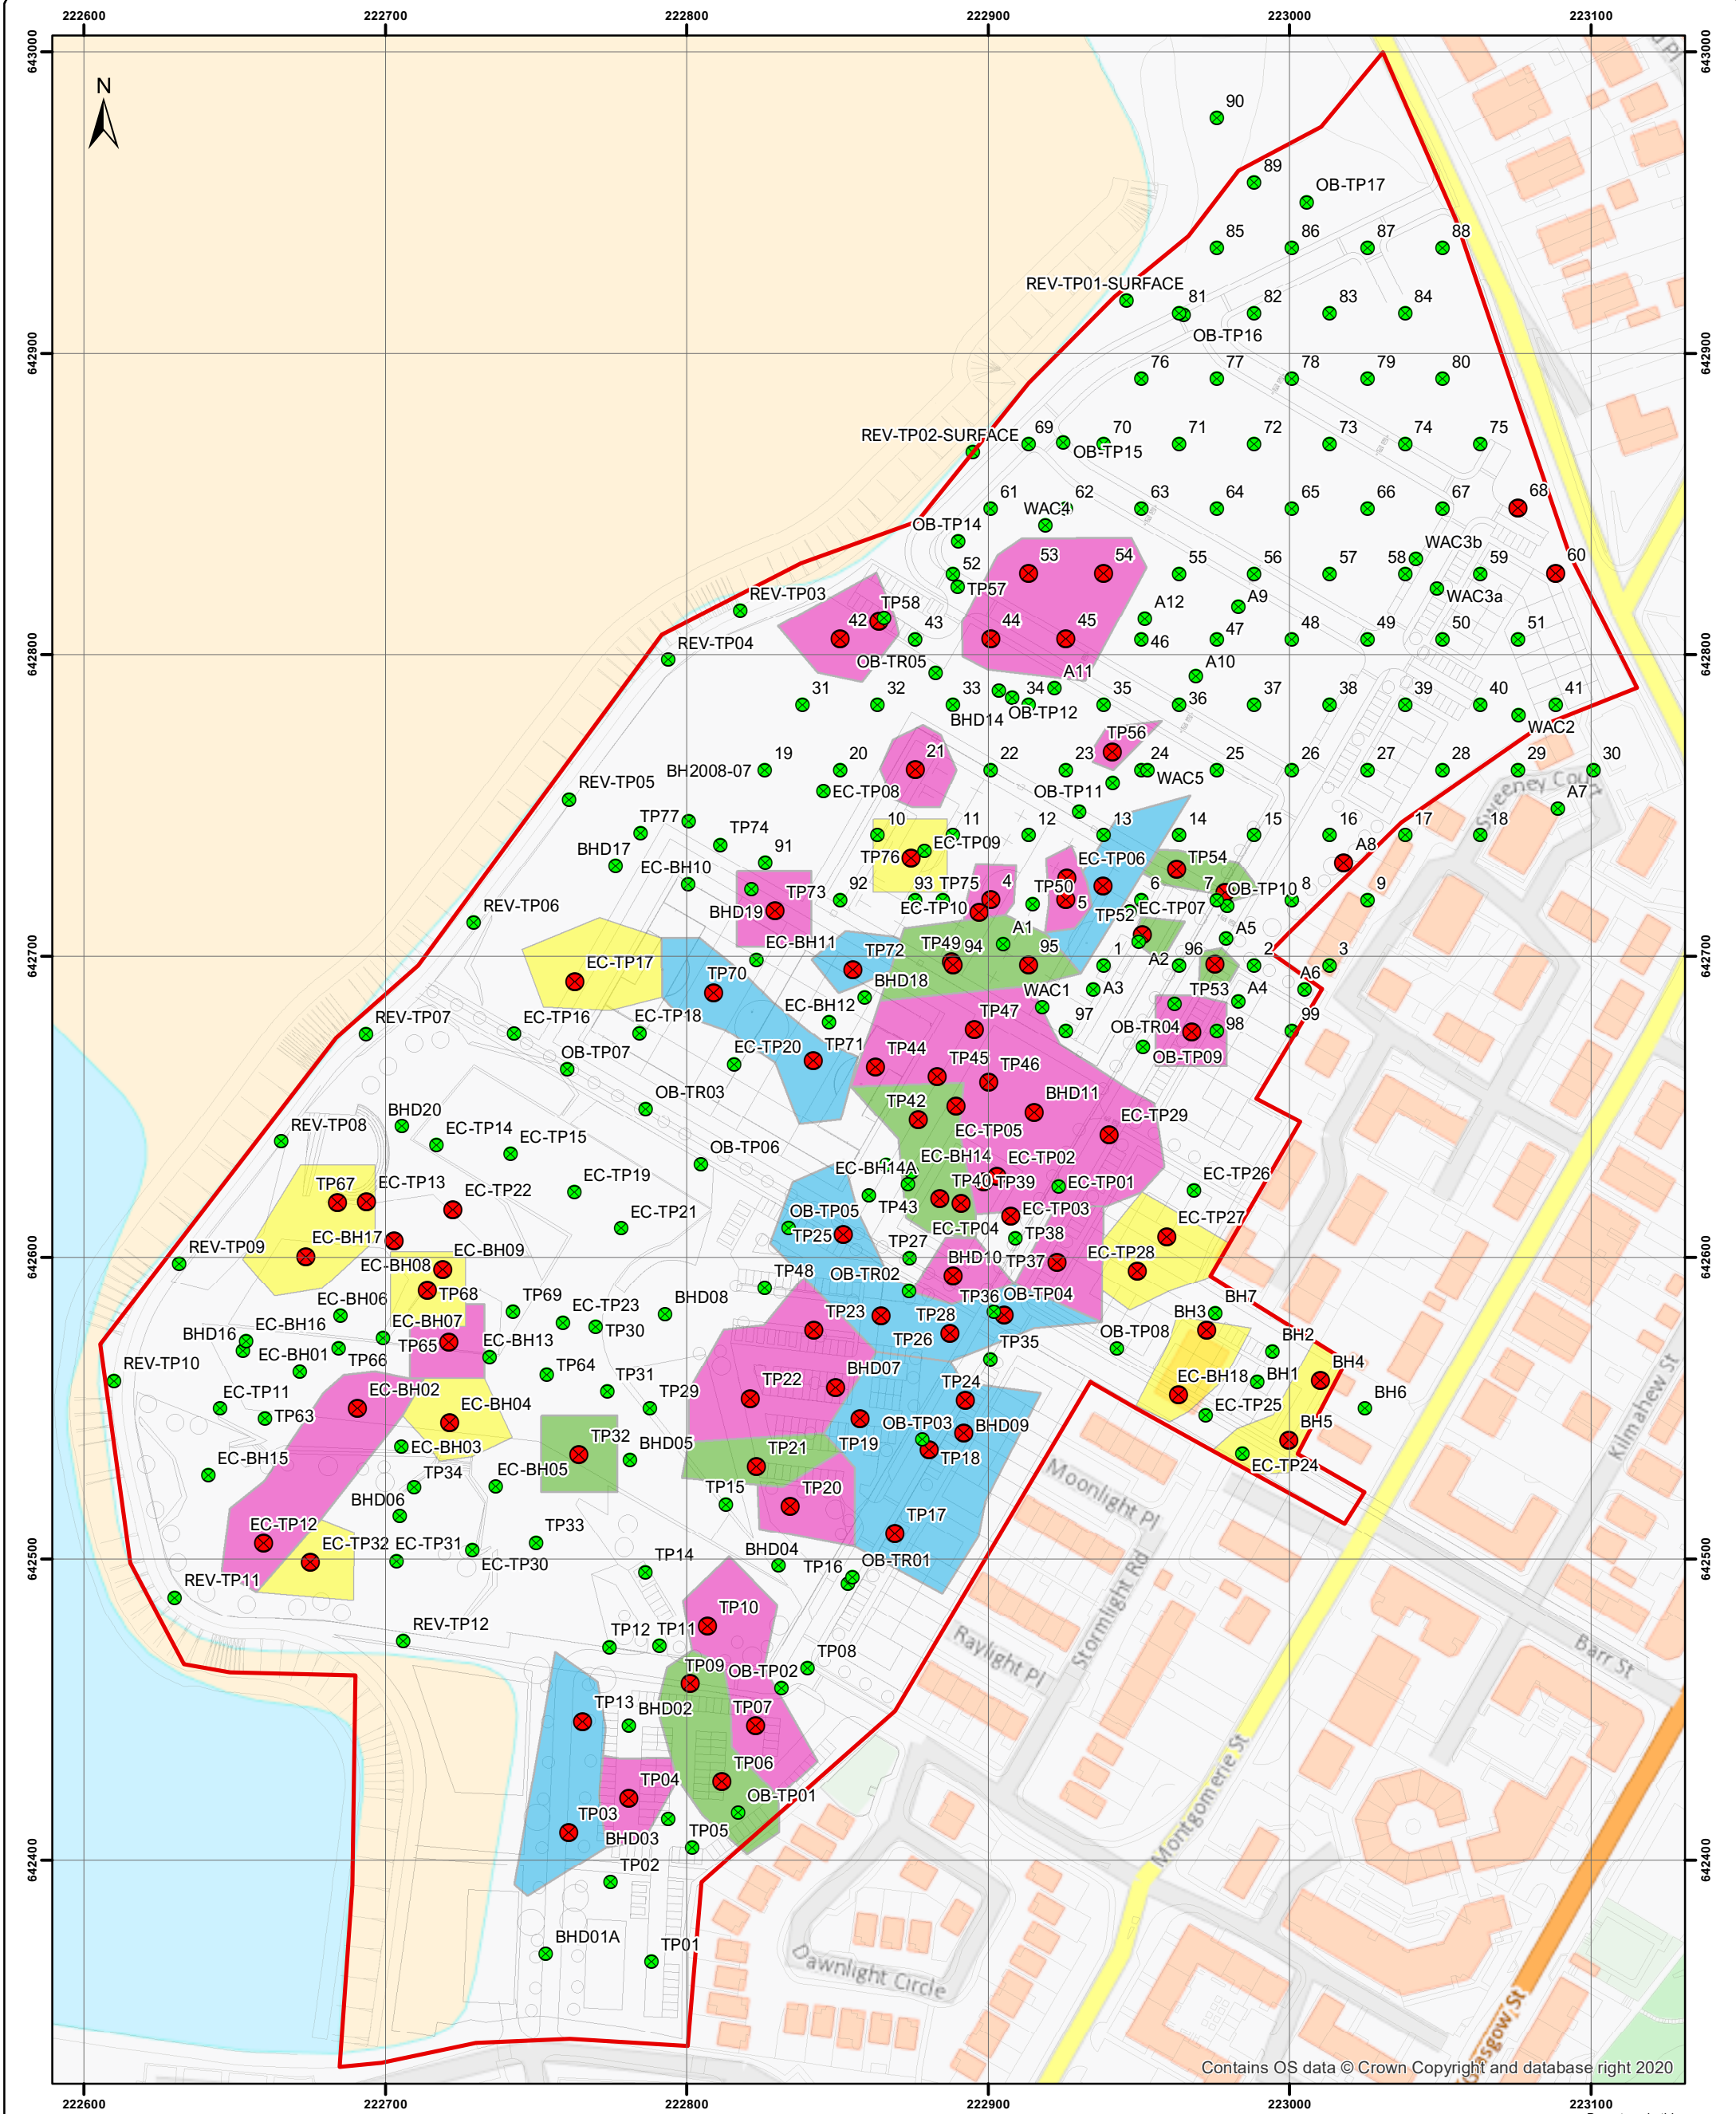 222600 222700 222800 222900 223000 223100
643000 643000
N
90
89
OB-TP17
85 86 87 88
REV-TP01-SURFACE
81 82 83 84
OB-TP16
642900 642900
76 77 78 79 80
REV-TP02-SURFACE
69 70 71 72 73 74 75
OB-TP15
61 62 63 64 65 66 67 68
WAC4
OB-TP14
WAC3b
52 53 54 55 56 57 58 59 60
TP57
WAC3a
REV-TP03
TP58
A12 A9
42 43 44 45 46 47 48 49 50 51
REV-TP04
642800 642800
OB-TR05
A11 A10
31 32 33 34 35 36 37 38 39 40 41
BHD14 OB-TP12
WAC2
TP56
BH2008-07 19 20 21 22 23 24 25 26 27 28 29 30
WAC5
REV-TP05
EC-TP08
OB-TP11
A7
Sweeney Court
TP77 TP74
10 11 12 13 14 15 16 17 18
EC-TP09
BHD17
91
TP76
EC-TP06
TP54
A8
EC-BH10
TP73
92 93 TP75 4 TP50 5 6 7 OB-TP10 8 9
EC-TP10
REV-TP06
BHD19
TP52 EC-TP07
EC-BH11
A1 A5
642700 642700
EC-TP17
TP72
TP49 94 95 1 A2 96 2 3
TP70
BHD18
A6
WAC1 A3 TP53 A4
EC-BH12
REV-TP07
EC-TP16 EC-TP18
TP47
97 OB-TR04 98 99
OB-TP07
EC-TP20 TP71
TP44 TP45 TP46
OB-TP09
OB-TR03
TP42
BHD11
REV-TP08
BHD20
EC-TP14 EC-TP15
EC-TP05
EC-TP29
OB-TP06
EC-BH14
EC-BH14A
EC-TP02
TP67 EC-TP13
EC-TP22
EC-TP19
TP43 TP40 TP39 EC-TP01
EC-TP26
EC-TP21
OB-TP05
EC-TP04 EC-TP03
TP25
TP38
EC-TP27
642600 642600
REV-TP09
EC-BH17
EC-BH09
TP27
BHD10
TP37
EC-TP28
EC-BH08
OB-TR02
TP48
TP68
TP36 OB-TP04
BH7
EC-BH06
TP69
EC-TP23
BHD08
TP23
TP28
BH3
EC-BH16
EC-BH07
TP30
TP26
TP35
OB-TP08
BH2
BHD16
TP65
EC-BH13
REV-TP10
EC-BH01 TP66
TP64
TP31
TP22
BHD07
TP24
EC-BH18 BH1
BH4
EC-TP11
EC-BH02
TP29
EC-TP25
BH6
TP63
EC-BH04
OB-TP03
BHD09
BH5
EC-BH03
TP32
BHD05
TP21
TP19
TP18
EC-TP24
EC-BH15
TP34
EC-BH05
TP15
TP20
BHD06
TP17
EC-TP12
EC-TP32 EC-TP31
TP33
EC-TP30
Moonlight Pl
Kilmahew St
642500 642500
BHD04
OB-TR01
REV-TP11
TP14
TP16
Stormlight Rd
REV-TP12
TP10
TP12 TP11
TP08
Raylight Pl
Barr St
TP09
OB-TP02
TP13 BHD02
TP07
TP06
TP04
OB-TP01
Montgomerie St
TP03
BHD03
TP05
642400 642400
TP02
BHD01A
TP01
Dawnlight Circle
Contains OS data © Crown Copyright and database right 2020
222600 222700 222800 222900 223000 223100